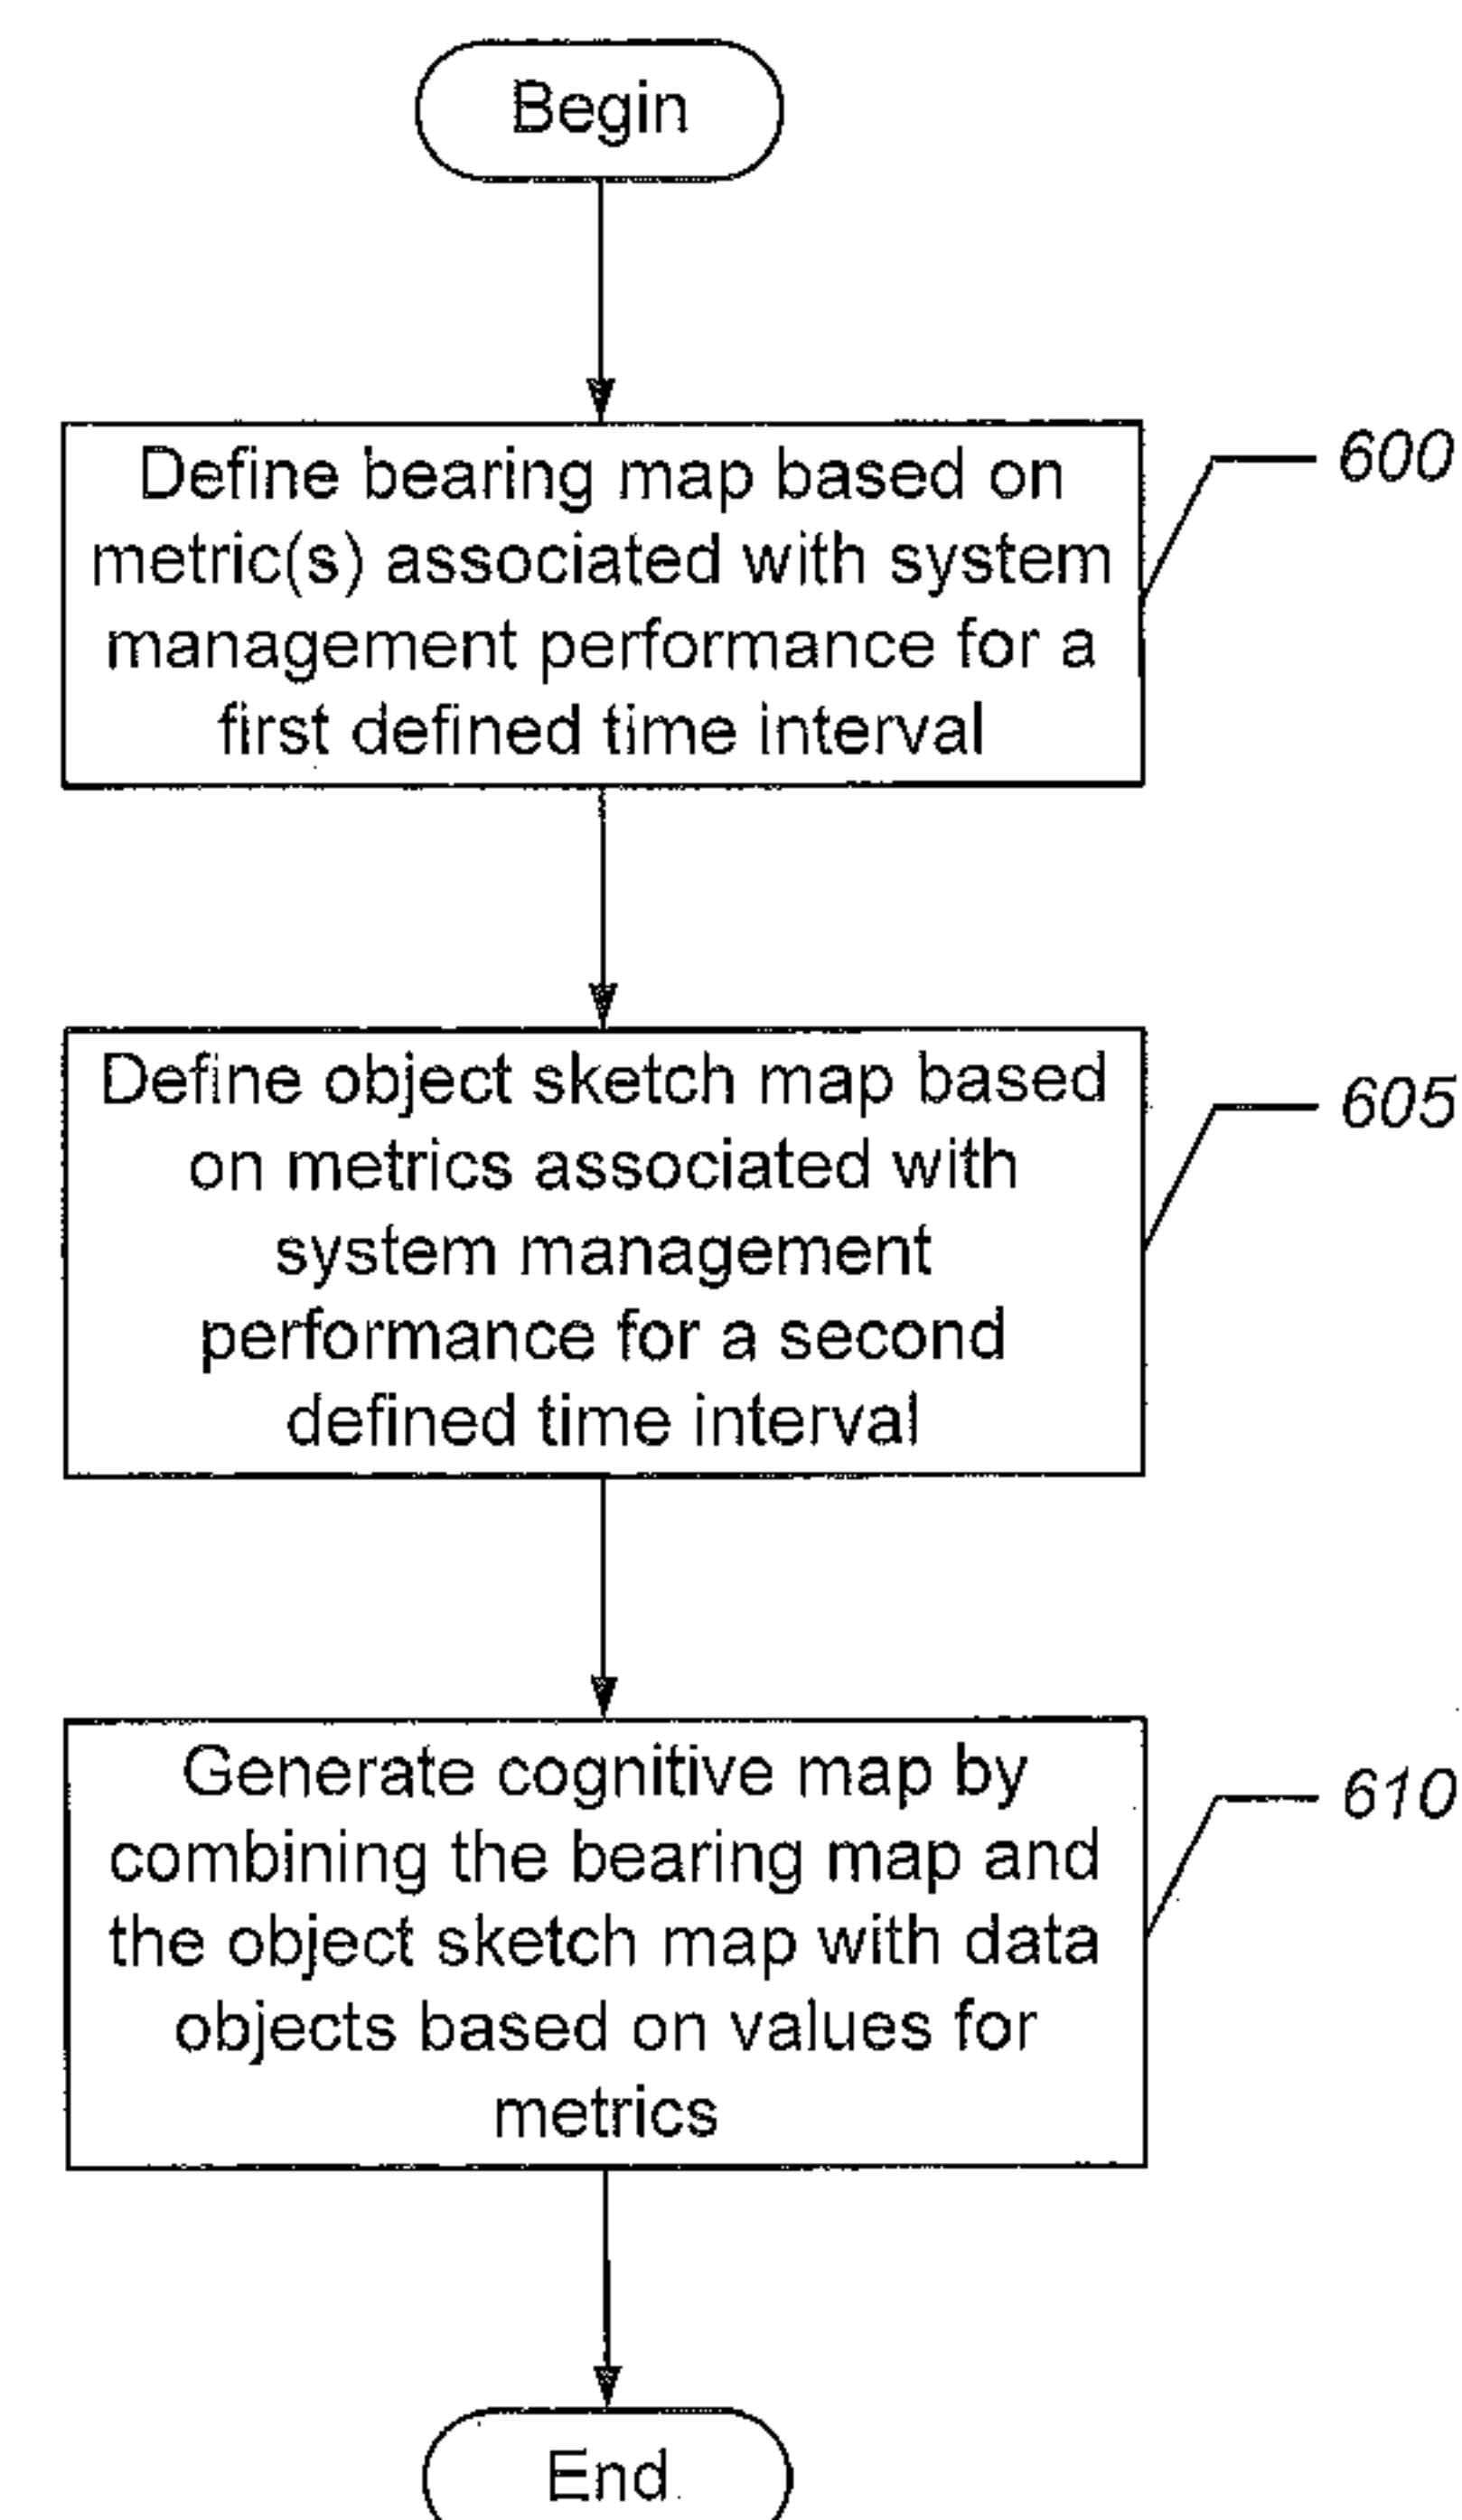 Begin
Define bearing map based on
metric(s) associated with system
management performance for a
first defined time interval
600
Define object sketch map based
on metrics associated with
system management
performance for a second
defined time interval
605
Generate cognitive map by
combining the bearing map and
the object sketch map with data
objects based on values for
metrics
610
End